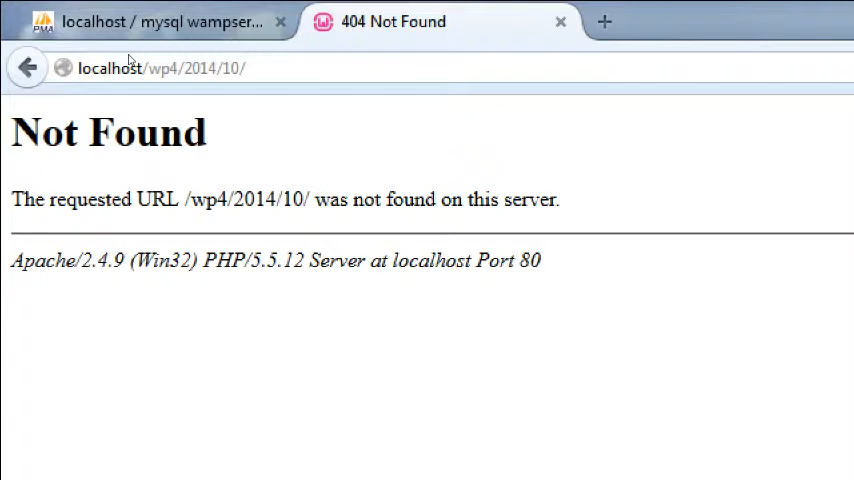 PMA localhost / mysql wampser... 404 Not Found
localhost/wp4/2014/10/
Not Found
The requested URL /wp4/2014/10/ was not found on this server.
Apache/2.4.9 (Win32) PHP/5.5.12 Server at localhost Port 80